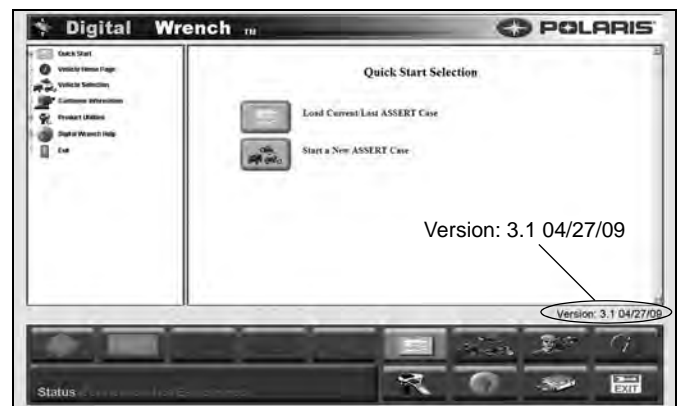 Digital Wrench TM
POLARIS
Quick Start
Vehicle Home Page
Vehicle Selection
Customer Information
Product Utilities
Digital Wrench Help
Exit
Quick Start Selection
Load Current/Last ASSERT Case
Start a New ASSERT Case
Version: 3.1 04/27/09
Version: 3.1 04/27/09
Status
EXIT